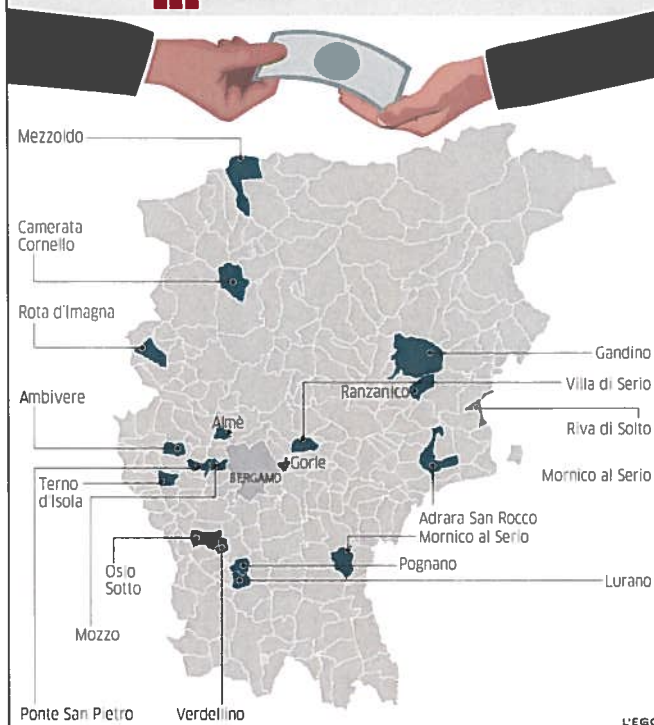 Mezzoldo
Camerata
Cornello
Rota d'Imagna
Gandino
Ranzanico
Villa di Serio
Ambivere
Almè
Riva di Solto
Gorle
BERGAMO
Terno
d'Isola
Mornico al Serio
Adrara San Rocco
Mornico al Serio
Pognano
Osio
Sotto
Lurano
Mozzo
Ponte San Pietro
Verdellino
L'EGO